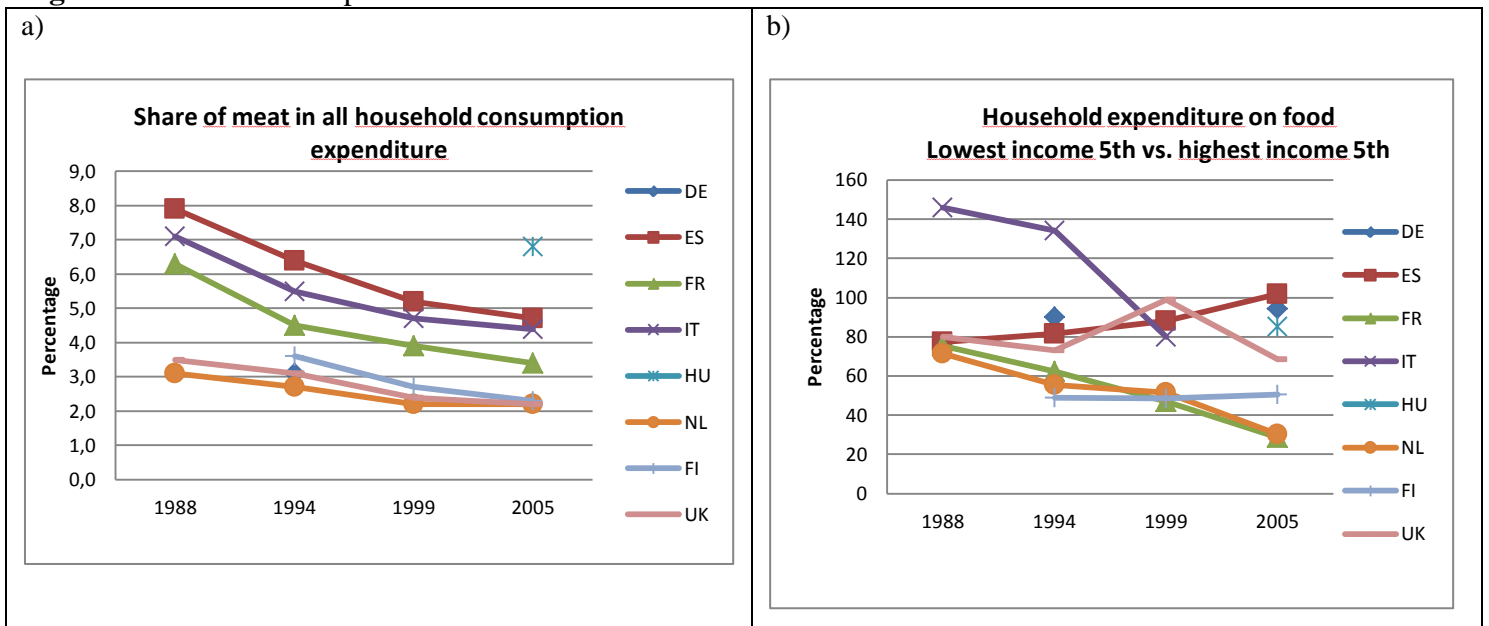 a)
Share of meat in all household consumption
expenditure
Percentage
9,0
8,0
7,0
6,0
5,0
4,0
3,0
2,0
1,0
0,0
1988 1994 1999 2005
DE
ES
FR
IT
HU
NL
FI
UK
b)
Household expenditure on food
Lowest income 5th vs. highest income 5th
Percentage
160
140
120
100
80
60
40
20
0
1988 1994 1999 2005
DE
ES
FR
IT
HU
NL
FI
UK